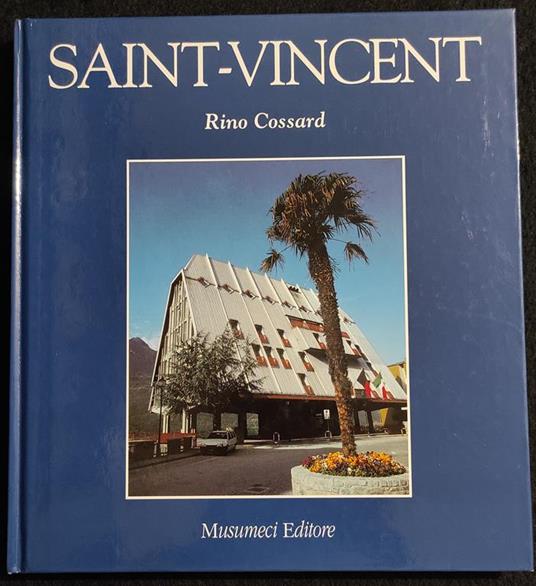 SAINT-VINCENT
Rino Cossard
Musumeci Editore